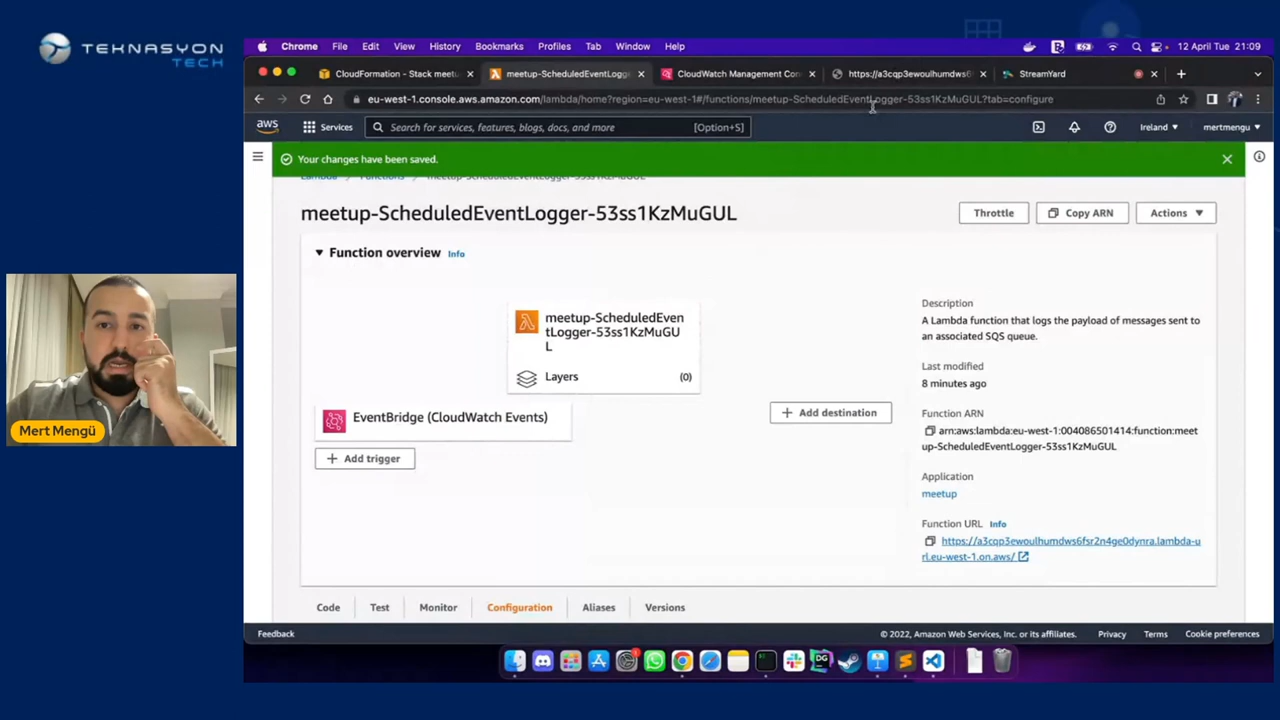 TEKNASYON
TECH
Chrome File Edit View History Bookmarks Profiles Tab Window Help
12 April Tue 21:09
CloudFormation - Stack meetu
meetup-ScheduledEventLogger-
CloudWatch Management Con
https://a3cqp3ewoulhumdws6
StreamYard
eu-west-1.console.aws.amazon.com/lambda/home?region=eu-west-1#/functions/meetup-ScheduledEventLogger-53ss1KzMuGUL?tab=configure
aws
Services
Search for services, features, blogs, docs, and more
[Option+S]
Ireland
mertmengu
Your changes have been saved.
Lambda Functions meetup-ScheduledEventLogger-53ss1KzMuGUL
meetup-ScheduledEventLogger-53ss1KzMuGUL
Throttle
Copy ARN
Actions
Function overview Info
meetup-ScheduledEven
tLogger-53ss1KzMuGU
L
Layers (0)
EventBridge (CloudWatch Events)
Add trigger
Add destination
Description
A Lambda function that logs the payload of messages sent to
an associated SQS queue.
Last modified
8 minutes ago
Function ARN
arn:aws:lambda:eu-west-1:004086501414:function:meet
up-ScheduledEventLogger-53ss1KzMuGUL
Application
meetup
Function URL Info
https://a3cqp3ewoulhumdws6fsr2n4ge0dynra.lambda-u
rl.eu-west-1.on.aws/
Code
Test
Monitor
Configuration
Aliases
Versions
Mert Mengü
Feedback
© 2022, Amazon Web Services, Inc. or its affiliates.
Privacy
Terms
Cookie preferences